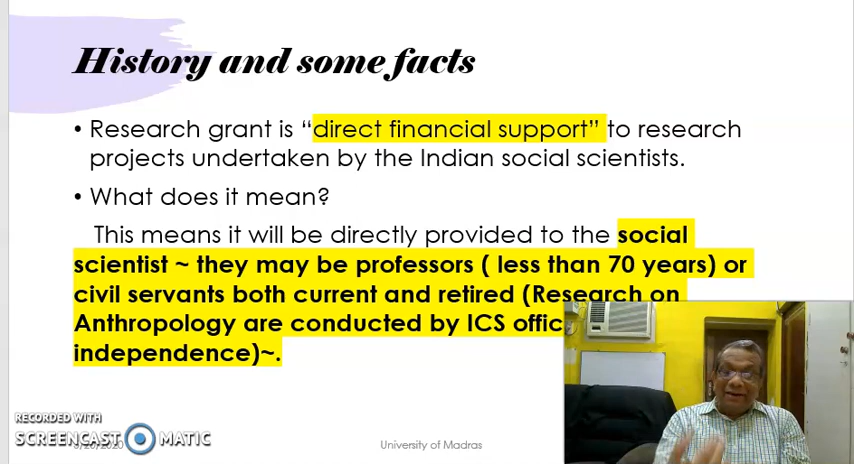 History and some facts
• Research grant is “direct financial support” to research
projects undertaken by the Indian social scientists.
• What does it mean?
This means it will be directly provided to the social
scientist ~ they may be professors ( less than 70 years) or
civil servants both current and retired (Research on
Anthropology are conducted by ICS
independence)~.
RECORDED WITH
SCREENCAST MATIC
University of Madras